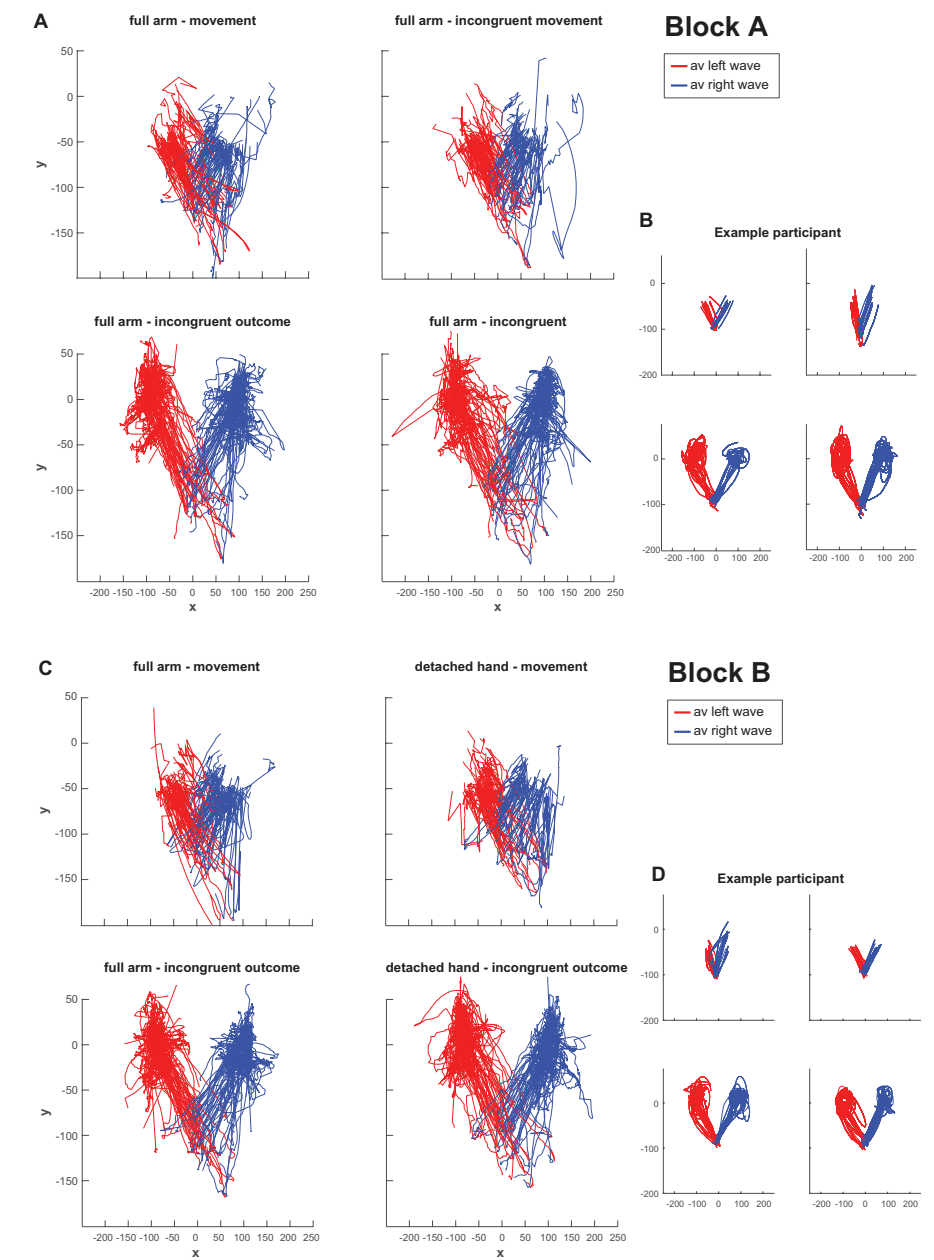 A
full arm - movement
full arm - incongruent movement
Block A
av left wave
av right wave
50
0
-50
-100
-150
y
B
Example participant
0
-100
-200
full arm - incongruent outcome
full arm - incongruent
50
0
-50
-100
-150
y
-200 -150 -100 -50 0 50 100 150 200 250
x
-200 -150 -100 -50 0 50 100 150 200 250
x
0
-100
-200
-200 -100 0 100 200
-200 -100 0 100 200
C
full arm - movement
detached hand - movement
Block B
av left wave
av right wave
50
0
-50
-100
-150
y
D
Example participant
0
-100
-200
full arm - incongruent outcome
detached hand - incongruent outcome
50
0
-50
-100
-150
y
-200 -150 -100 -50 0 50 100 150 200 250
x
-200 -150 -100 -50 0 50 100 150 200 250
x
0
-100
-200
-200 -100 0 100 200
-200 -100 0 100 200